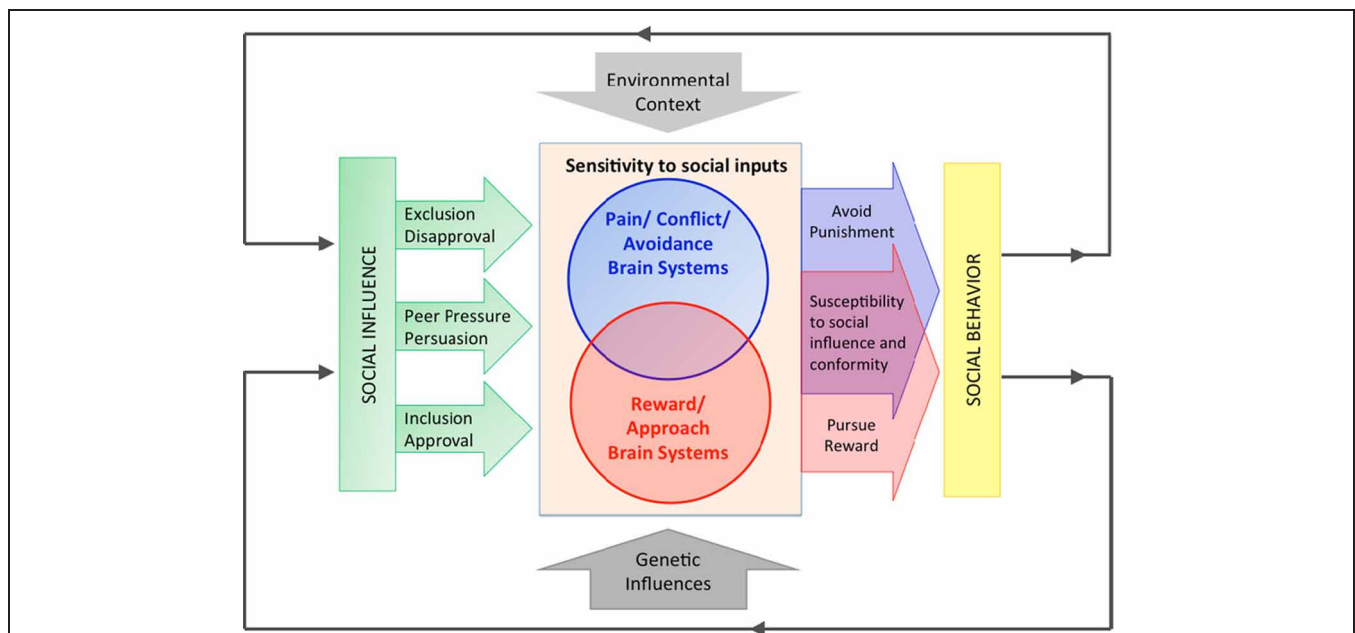 Environmental
Context
Sensitivity to social inputs
SOCIAL INFLUENCE
Exclusion
Disapproval
Peer Pressure
Persuasion
Inclusion
Approval
Pain/ Conflict/
Avoidance
Brain Systems
Reward/
Approach
Brain Systems
Avoid
Punishment
Susceptibility
to social
influence and
conformity
Pursue
Reward
SOCIAL BEHAVIOR
Genetic
Influences